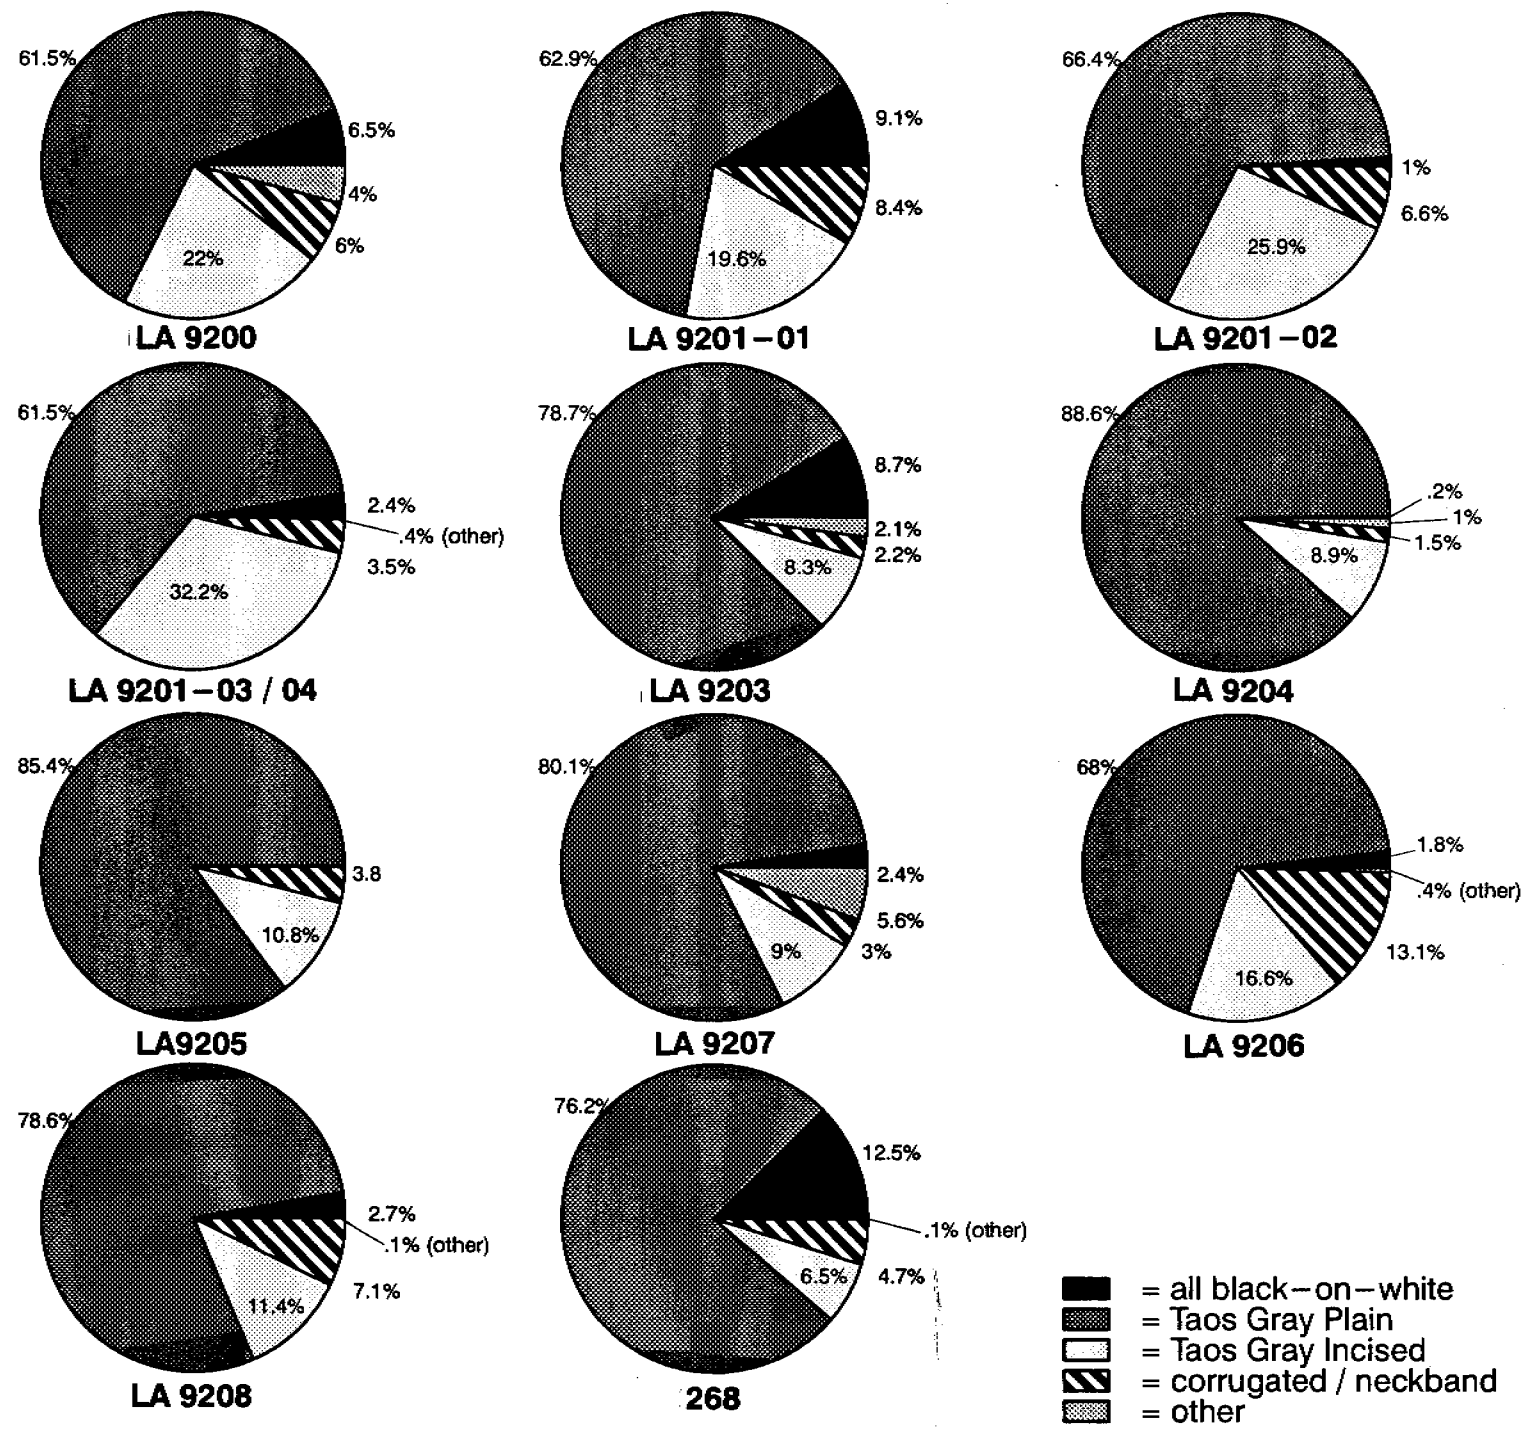 61.5%
6.5%
4%
6%
22%
LA 9200
62.9%
9.1%
8.4%
19.6%
LA 9201-01
66.4%
1%
6.6%
25.9%
LA 9201-02
61.5%
2.4%
.4% (other)
3.5%
32.2%
LA 9201-03 / 04
78.7%
8.7%
2.1%
2.2%
8.3%
LA 9203
88.6%
.2%
1%
1.5%
8.9%
LA 9204
85.4%
3.8
10.8%
LA9205
80.1%
2.4%
5.6%
3%
9%
LA 9207
68%
1.8%
.4% (other)
13.1%
16.6%
LA 9206
78.6%
2.7%
.1% (other)
7.1%
11.4%
LA 9208
76.2%
12.5%
.1% (other)
4.7%
6.5%
268
= all black-on-white
= Taos Gray Plain
= Taos Gray Incised
= corrugated / neckband
= other